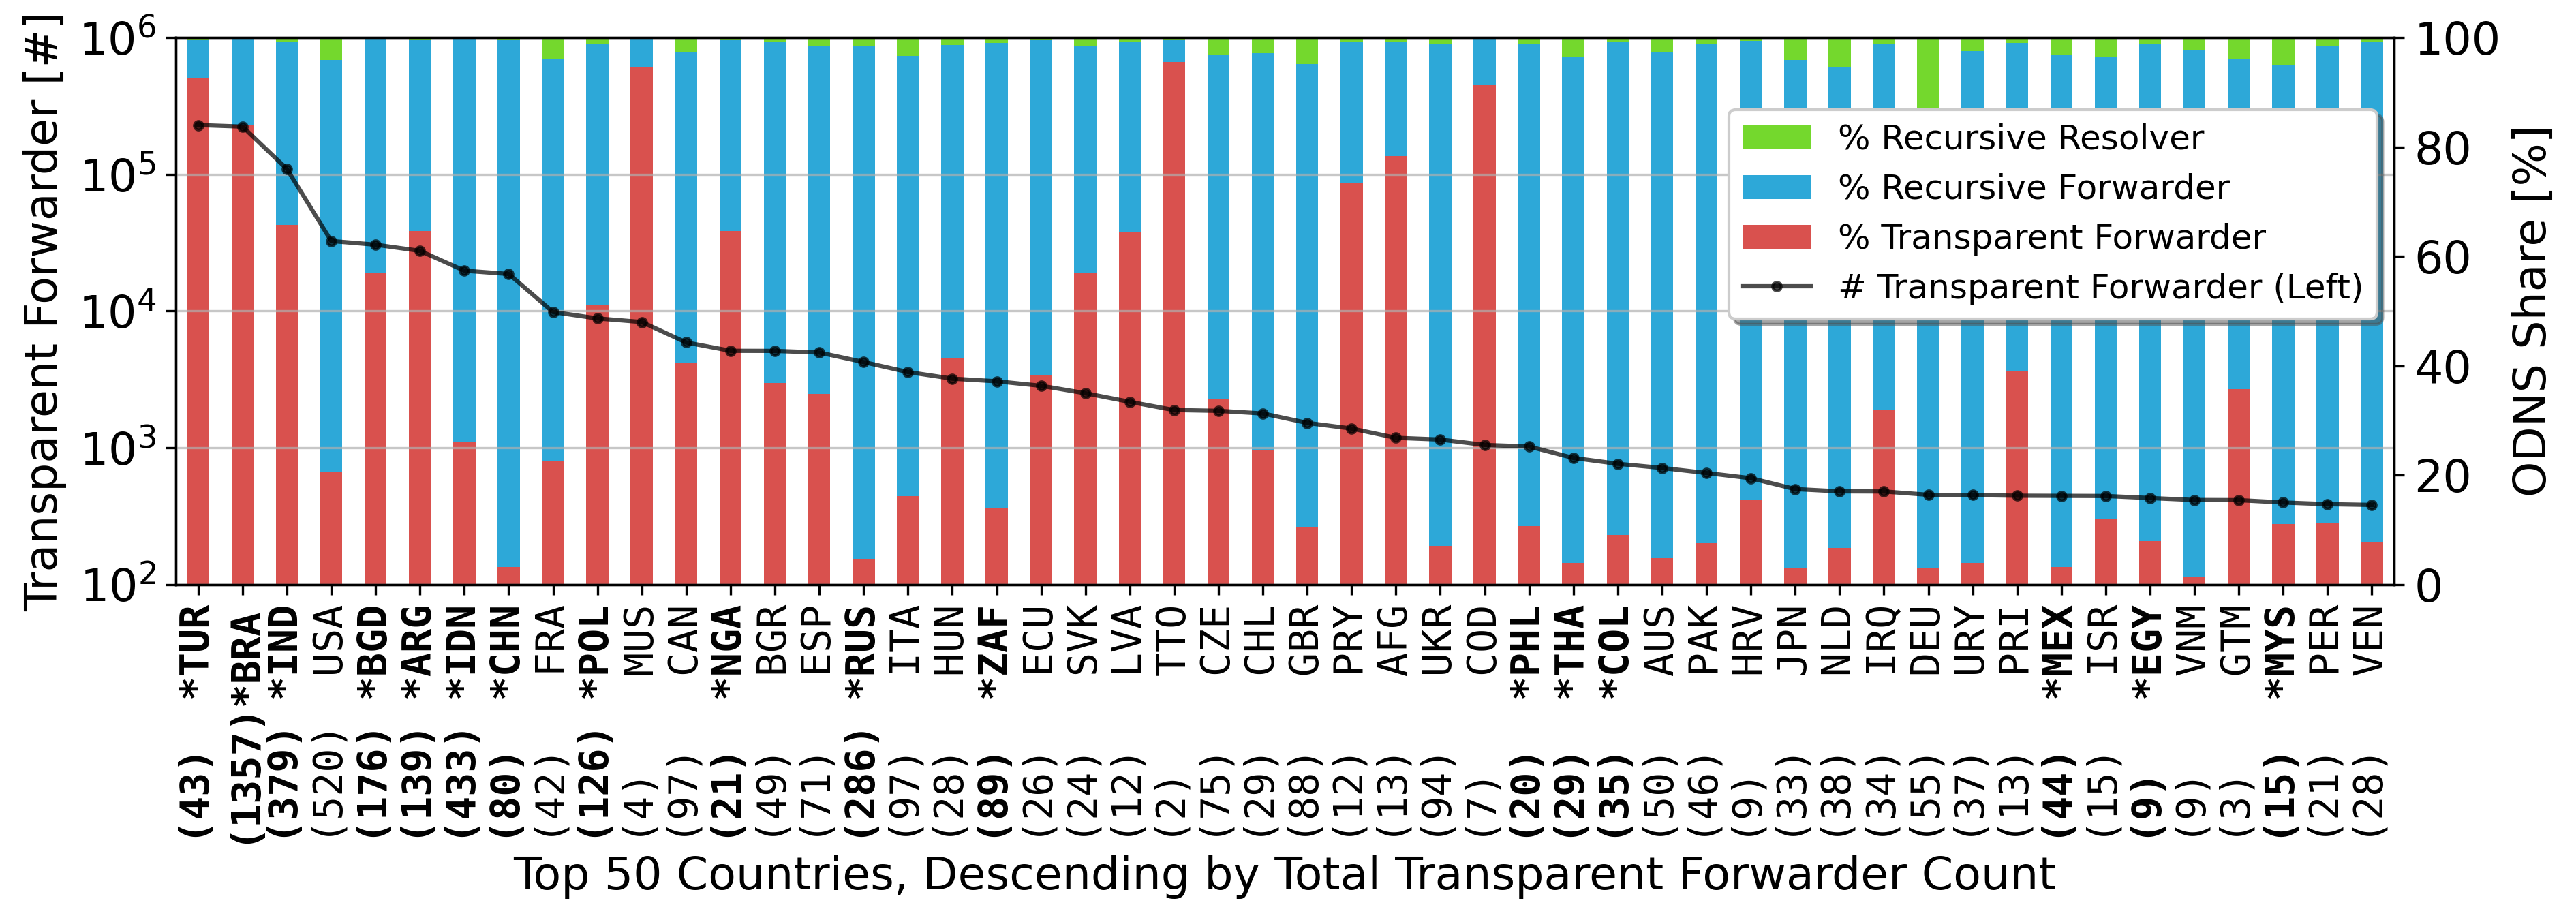 Transparent Forwarder [#]
10^6
10^5
10^4
10^3
10^2
% Recursive Resolver
% Recursive Forwarder
% Transparent Forwarder
# Transparent Forwarder (Left)
100
80
60
40
20
0
ODNS Share [%]
(43) *TUR
(1357)*BRA
(379) *IND
(520) USA
(176) *BGD
(139) *ARG
(433) *IDN
(80) *CHN
(42) FRA
(126) *POL
(4) MUS
(97) CAN
(21) *NGA
(49) BGR
(71) ESP
(286) *RUS
(97) ITA
(28) HUN
(89) *ZAF
(26) ECU
(24) SVK
(12) LVA
(2) TTO
(75) CZE
(29) CHL
(88) GBR
(12) PRY
(13) AFG
(94) UKR
(7) COD
(20) *PHL
(29) *THA
(35) *COL
(50) AUS
(46) PAK
(9) HRV
(33) JPN
(38) NLD
(34) IRQ
(55) DEU
(37) URY
(13) PRI
(44) *MEX
(15) ISR
(9) *EGY
(9) VNM
(3) GTM
(15) *MYS
(21) PER
(28) VEN
Top 50 Countries, Descending by Total Transparent Forwarder Count